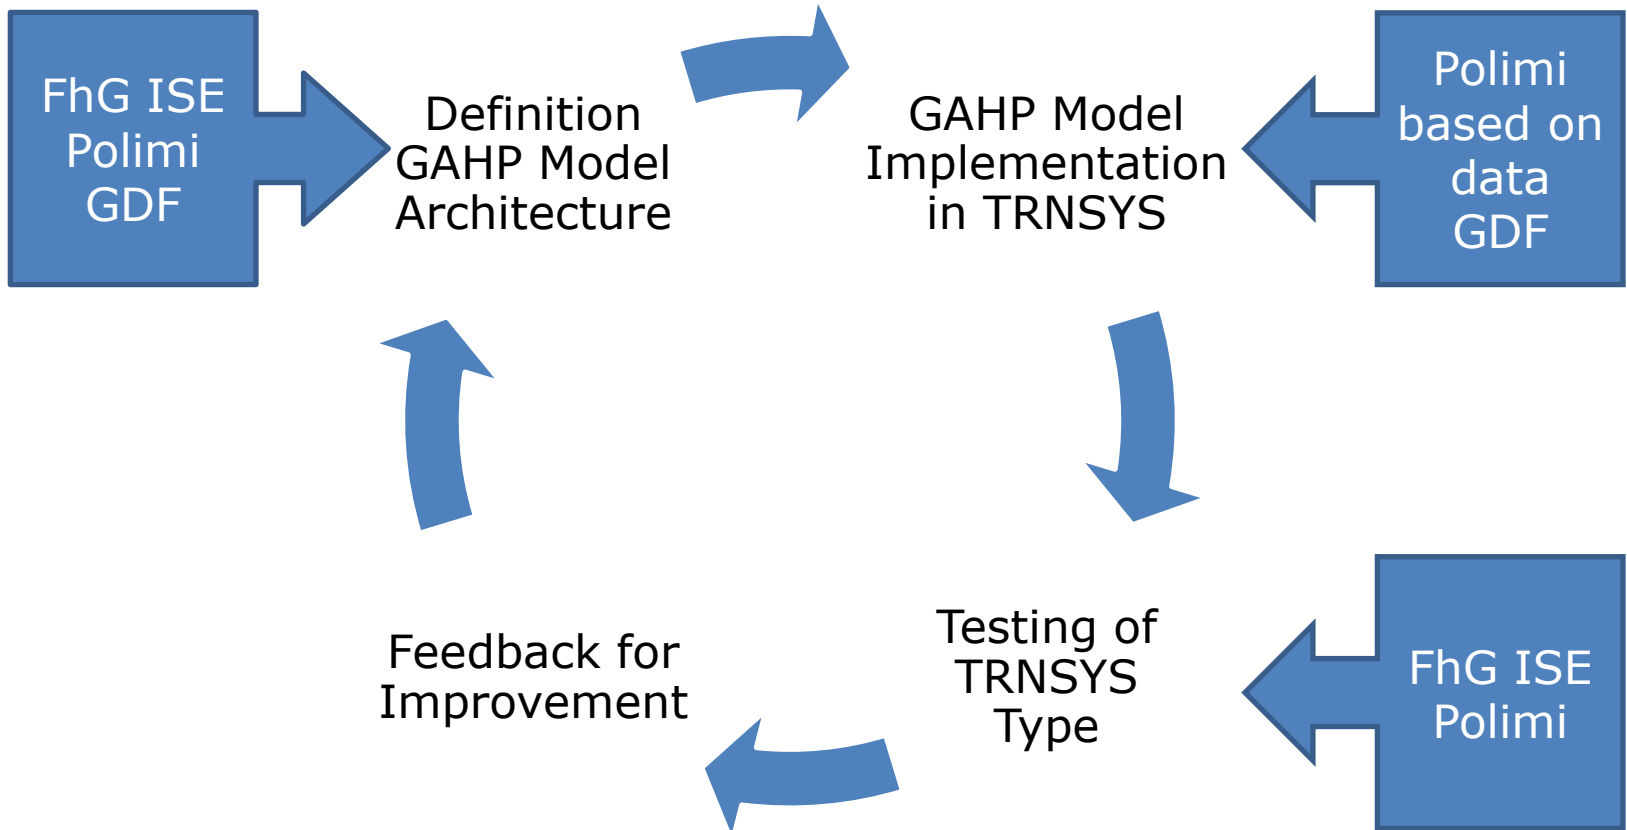 FhG ISE
Polimi
GDF
Definition
GAHP Model
Architecture
GAHP Model
Implementation
in TRNSYS
Polimi
based on
data
GDF
Feedback for
Improvement
Testing of
TRNSYS
Type
FhG ISE
Polimi